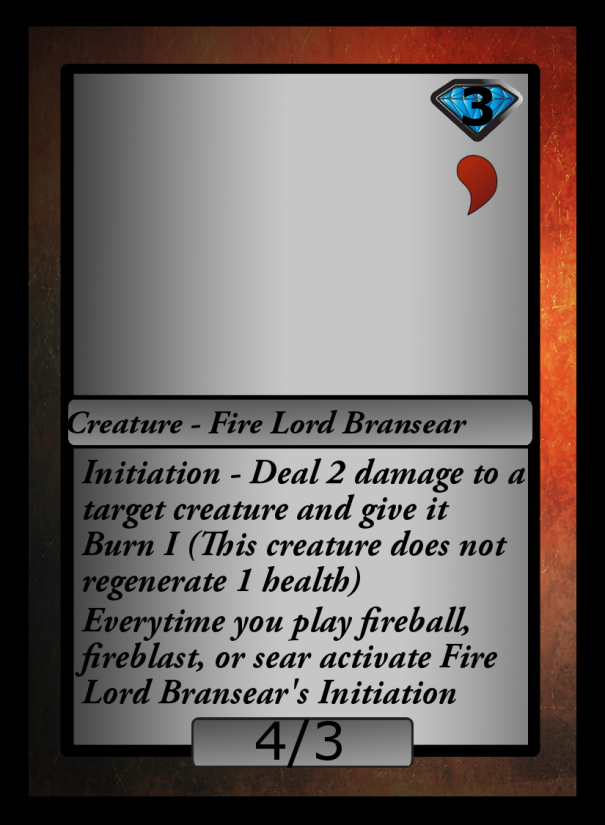 3
Creature - Fire Lord Bransear
Initiation - Deal 2 damage to a
target creature and give it
Burn I (This creature does not
regenerate 1 health)
Everytime you play fireball,
fireblast, or sear activate Fire
Lord Bransear's Initiation
4/3